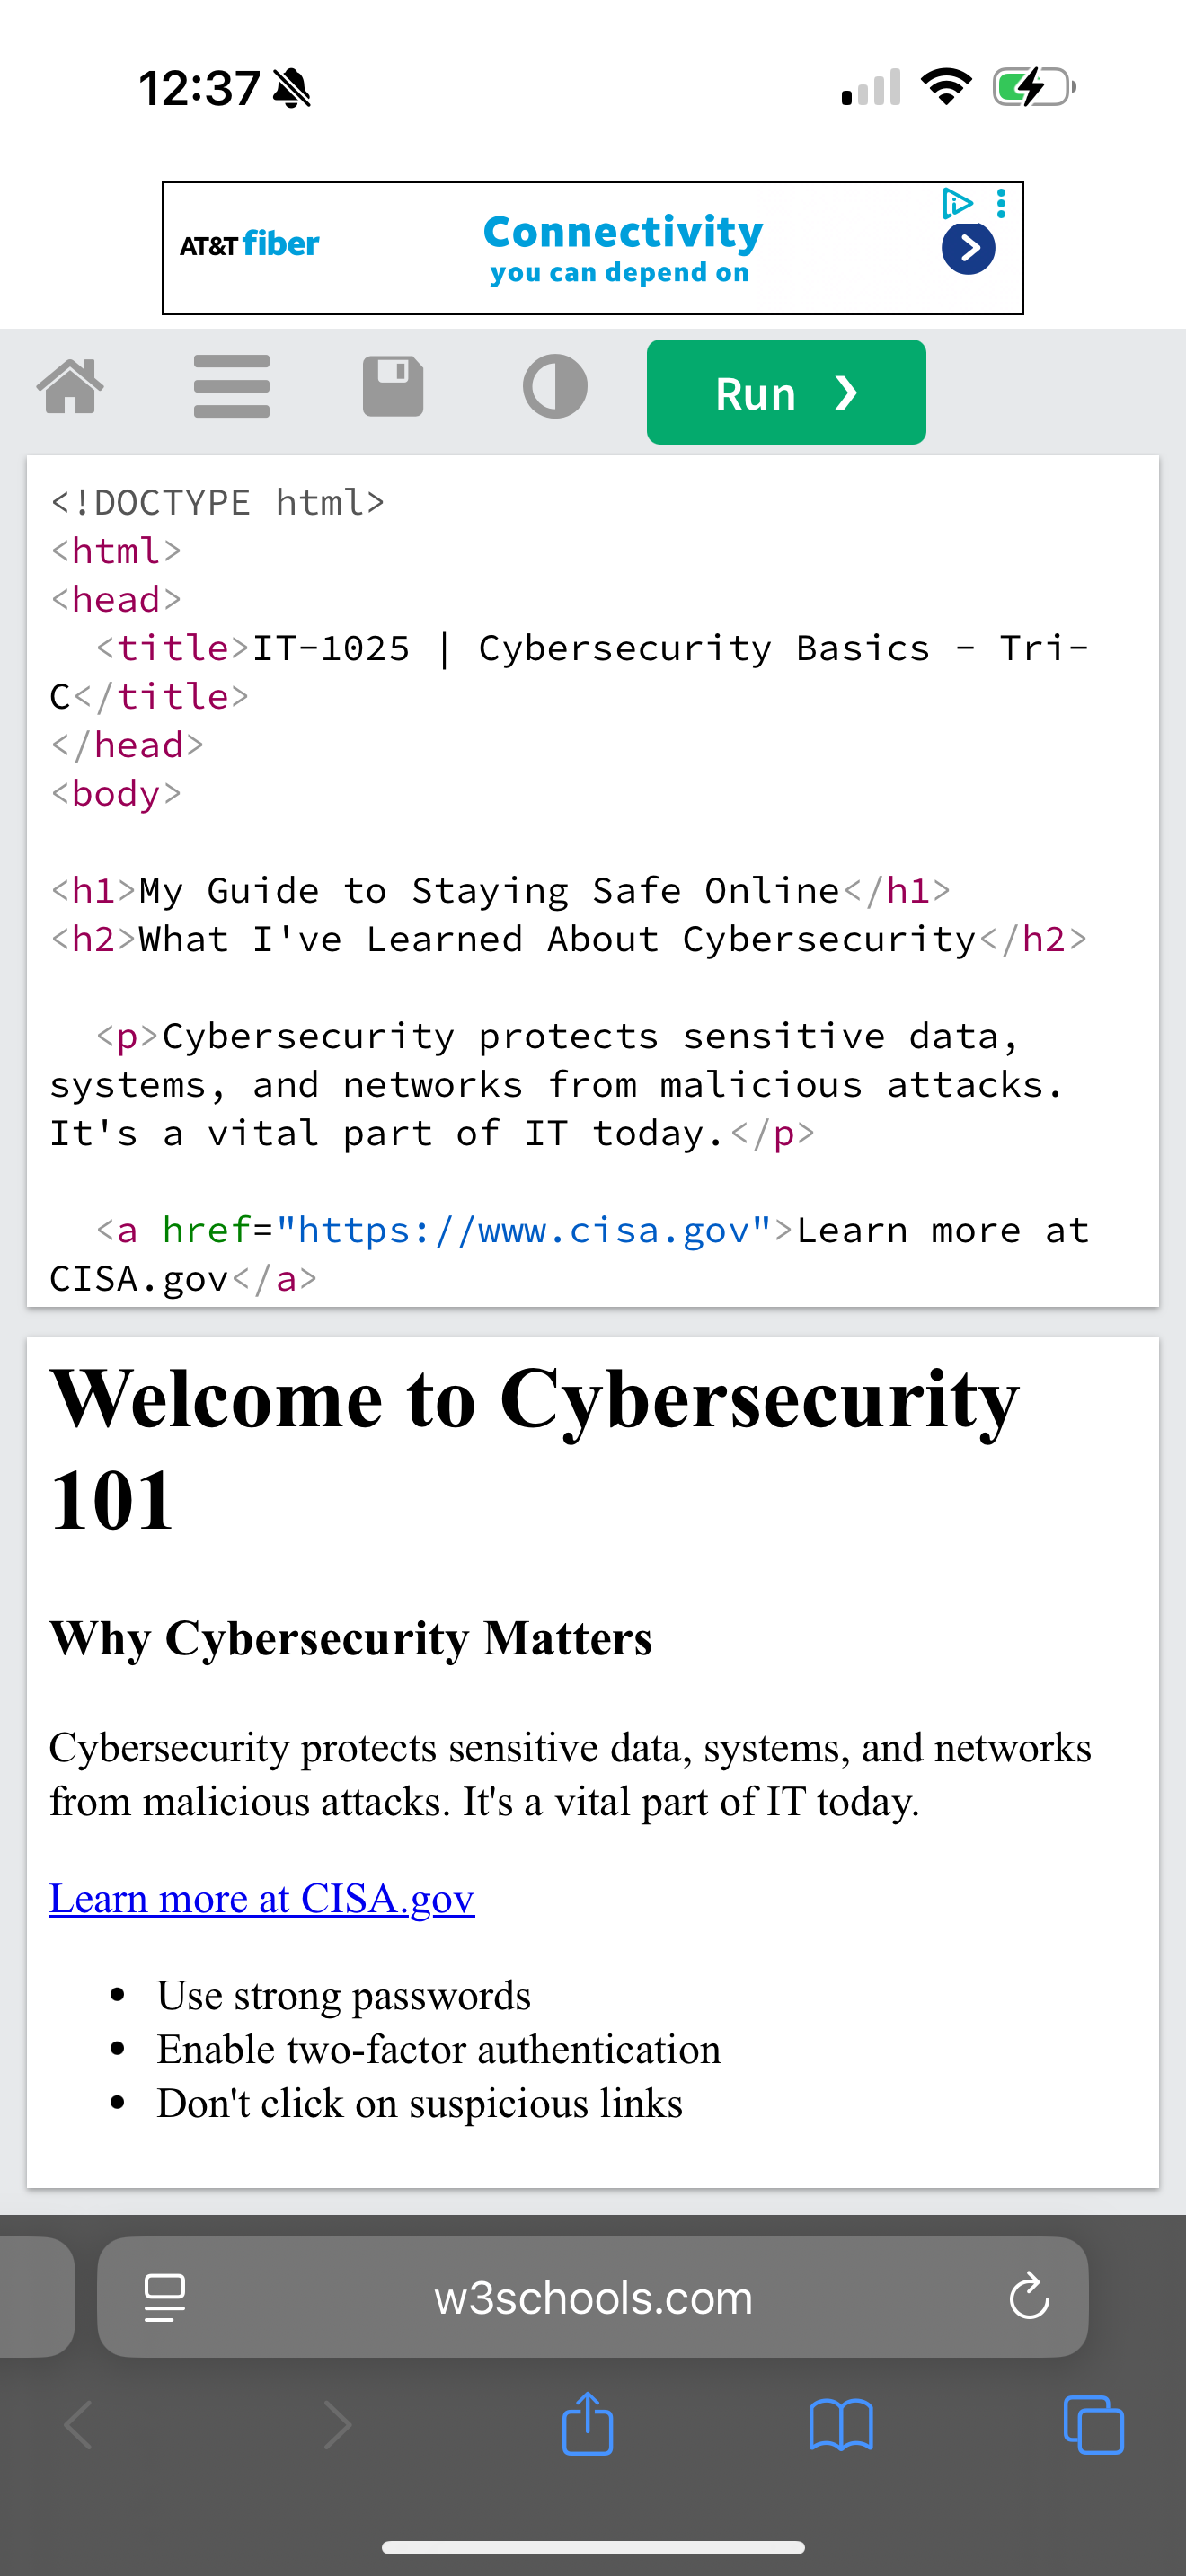 12:37
AT&T fiber
Connectivity
you can depend on
Run ❯
<!DOCTYPE html>
<html>
<head>
  <title>IT-1025 | Cybersecurity Basics - Tri-
C</title>
</head>
<body>
<h1>My Guide to Staying Safe Online</h1>
<h2>What I've Learned About Cybersecurity</h2>
  <p>Cybersecurity protects sensitive data,
systems, and networks from malicious attacks.
It's a vital part of IT today.</p>
  <a href="https://www.cisa.gov">Learn more at
CISA.gov</a>
Welcome to Cybersecurity
101
Why Cybersecurity Matters
Cybersecurity protects sensitive data, systems, and networks
from malicious attacks. It's a vital part of IT today.
Learn more at CISA.gov
• Use strong passwords
• Enable two-factor authentication
• Don't click on suspicious links
w3schools.com